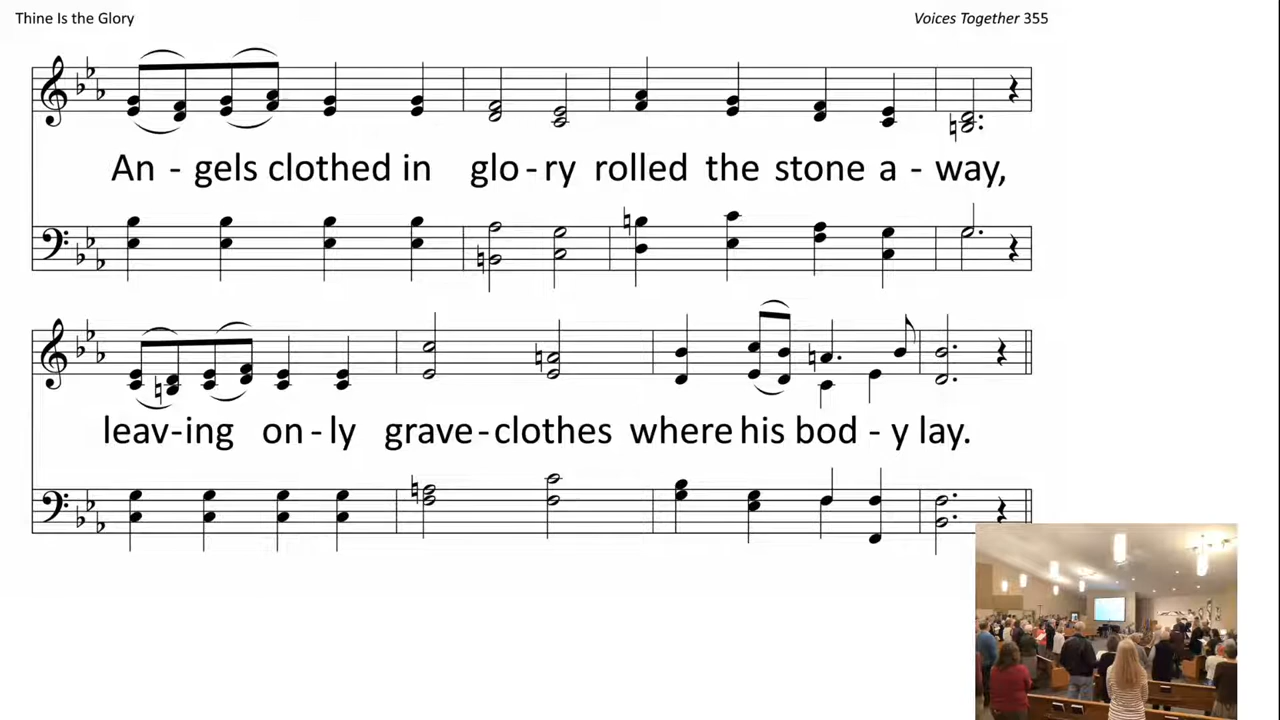 Thine Is the Glory
Voices Together 355
An - gels clothed in glo - ry rolled the stone a - way,
leav-ing on - ly grave-clothes where his bod - y lay.